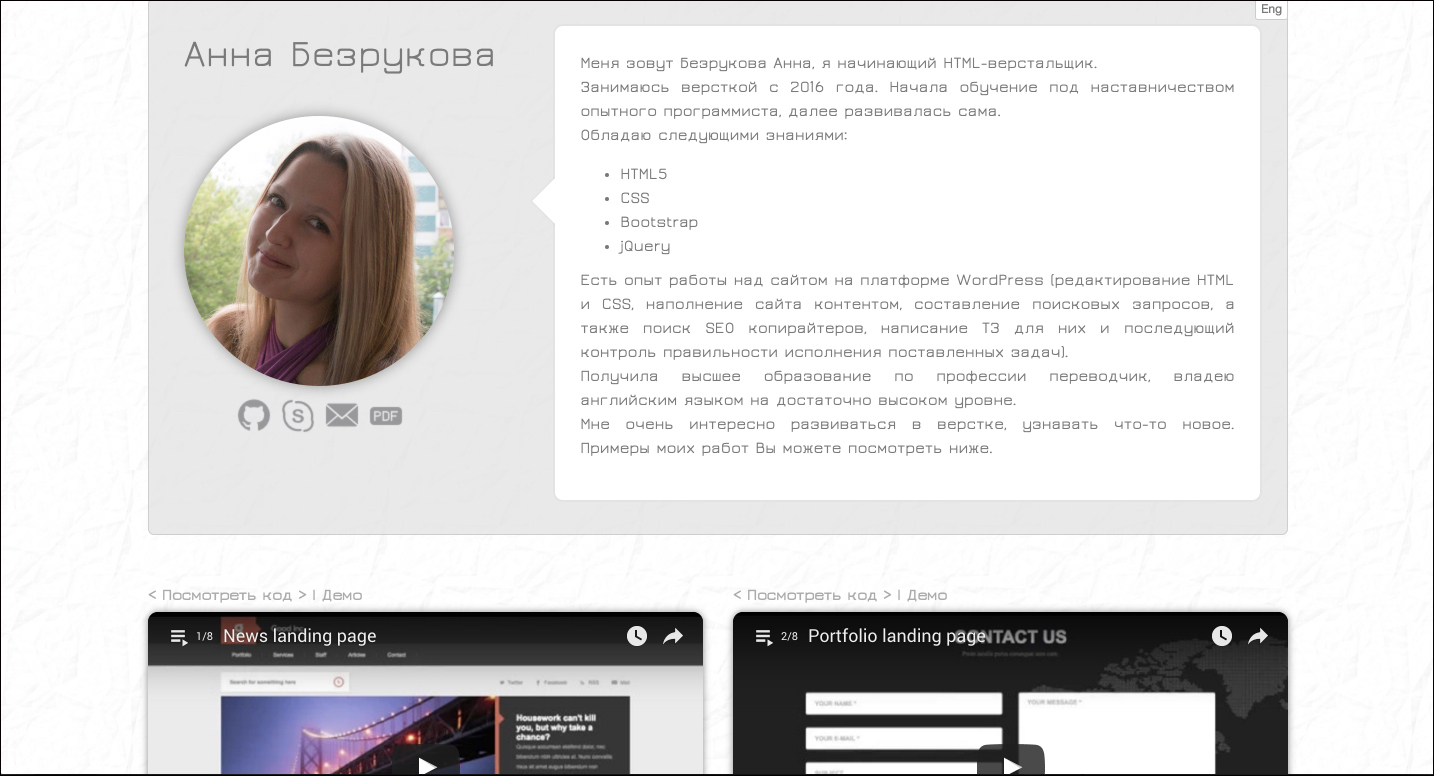 Eng
Анна Безрукова
Меня зовут Безрукова Анна, я начинающий HTML-верстальщик.
Занимаюсь версткой с 2016 года. Начала обучение под наставничеством
опытного программиста, далее развивалась сама.
Обладаю следующими знаниями:
• HTML5
• CSS
• Bootstrap
• jQuery
Есть опыт работы над сайтом на платформе WordPress (редактирование HTML
и CSS, наполнение сайта контентом, составление поисковых запросов, а
также поиск SEO копирайтеров, написание ТЗ для них и последующий
контроль правильности исполнения поставленных задач).
Получила высшее образование по профессии переводчик, владею
английским языком на достаточно высоком уровне.
Мне очень интересно развиваться в верстке, узнавать что-то новое.
Примеры моих работ Вы можете посмотреть ниже.
S
PDF
< Посмотреть код > | Демо
1/8 News landing page
Portfolio Services Staff Articles Contact
Search for something here
Twitter Facebook RSS Mail
Housework can't kill
you, but why take a
chance?
< Посмотреть код > | Демо
2/8 Portfolio landing page
CONTACT US
YOUR NAME *
YOUR MESSAGE *
YOUR E-MAIL *
SUBJECT